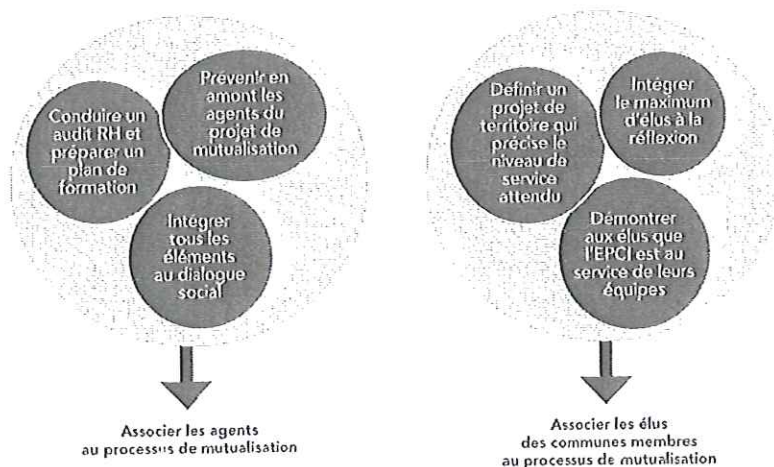 Conduire un
audit RH et
préparer un
plan de
formation
Prévenir en
amont les
agents du
projet de
mutualisation
Intégrer
tous les
éléments
au dialogue
social
Associer les agents
au processus de mutualisation
Définir un
projet de
territoire qui
précise le
niveau de
service
attendu
Intégrer
le maximum
d'élus à la
réflexion
Démontrer
aux élus que
l'EPCI est au
service de leurs
équipes
Associer les élus
des communes membres
au processus de mutualisation